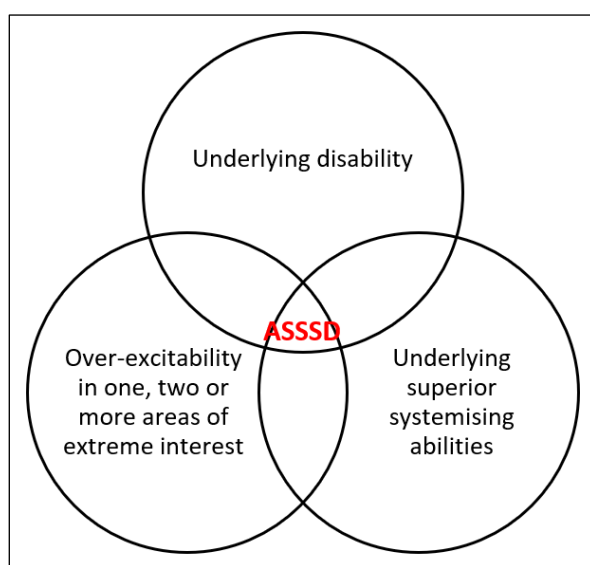 Underlying disability
ASSSD
Over-excitability
in one, two or
more areas of
extreme interest
Underlying
superior
systemising
abilities